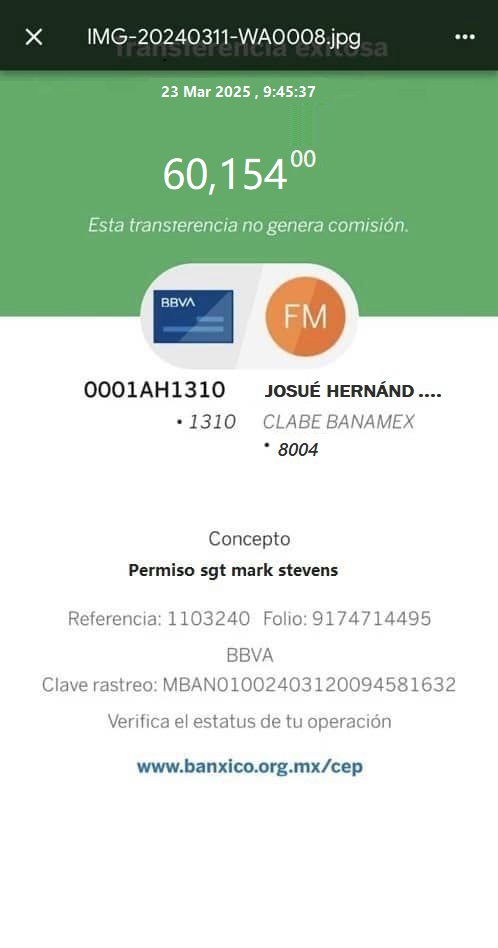 IMG-20240311-WA0008.jpg
Transferencia exitosa
23 Mar 2025 , 9:45:37
60,154 00
Esta transferencia no genera comisión.
BBVA
FM
0001AH1310 JOSUÉ HERNÁND ....
• 1310 CLABE BANAMEX
• 8004
Concepto
Permiso sgt mark stevens
Referencia: 1103240 Folio: 9174714495
BBVA
Clave rastreo: MBAN01002403120094581632
Verifica el estatus de tu operación
www.banxico.org.mx/cep